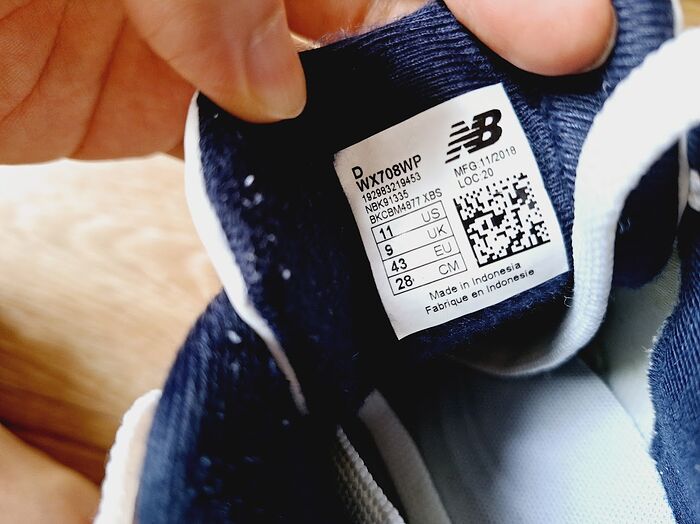 NB
D
WX708WP
192983219453
NBK91335
BKCBM4877 XBS
MFG:11/2018
LOC:20
11 US
9 UK
43 EU
28 CM
Made in Indonesia
Fabrique en Indonesie